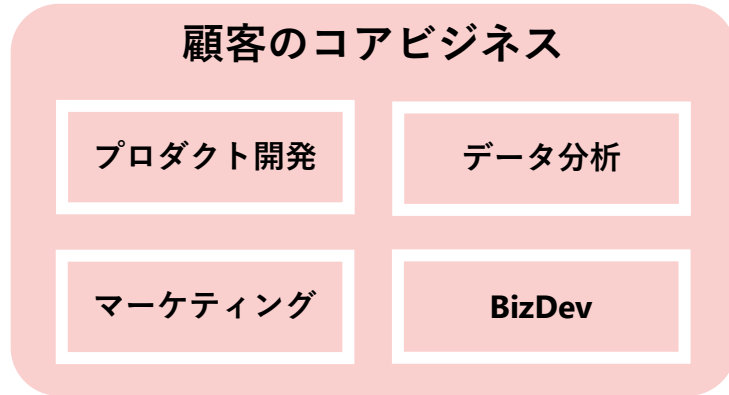 顧客のコアビジネス
プロダクト開発
データ分析
マーケティング
BizDev